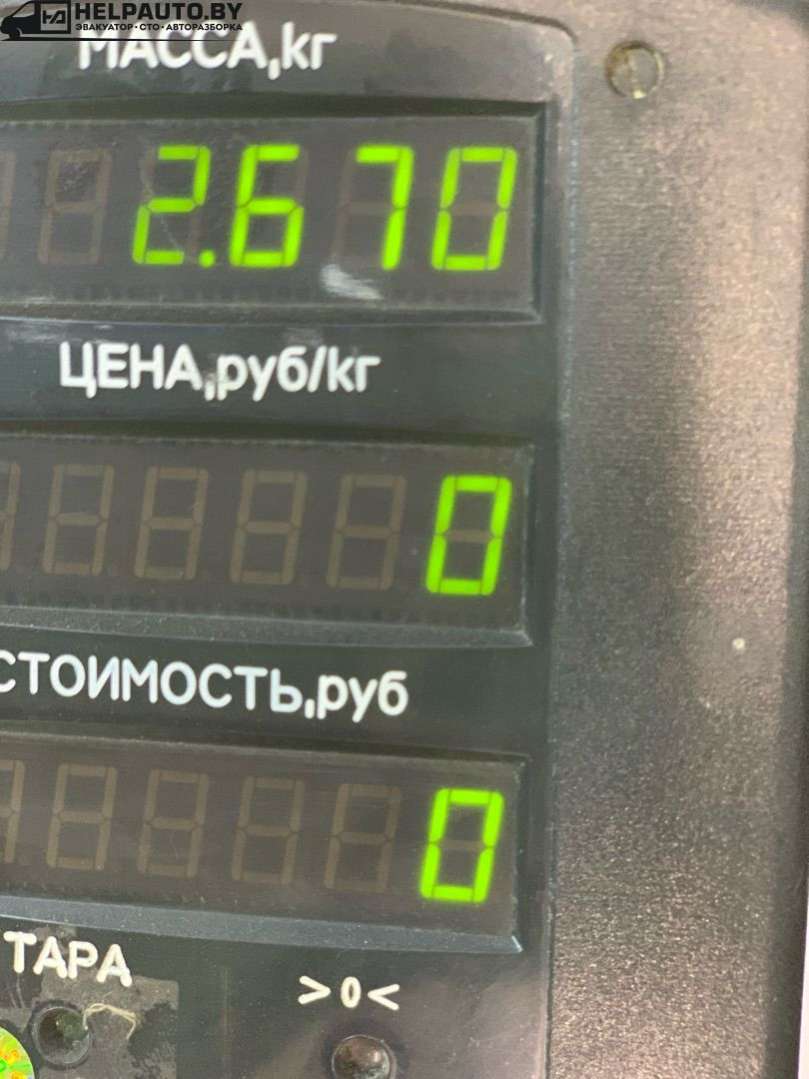 HELPAUTO.BY
ЭВАКУАТОР · СТО · АВТОРАЗБОРКА
МАССА,кг
2.670
ЦЕНА,руб/кг
0
СТОИМОСТЬ,руб
0
ТАРА
>0<